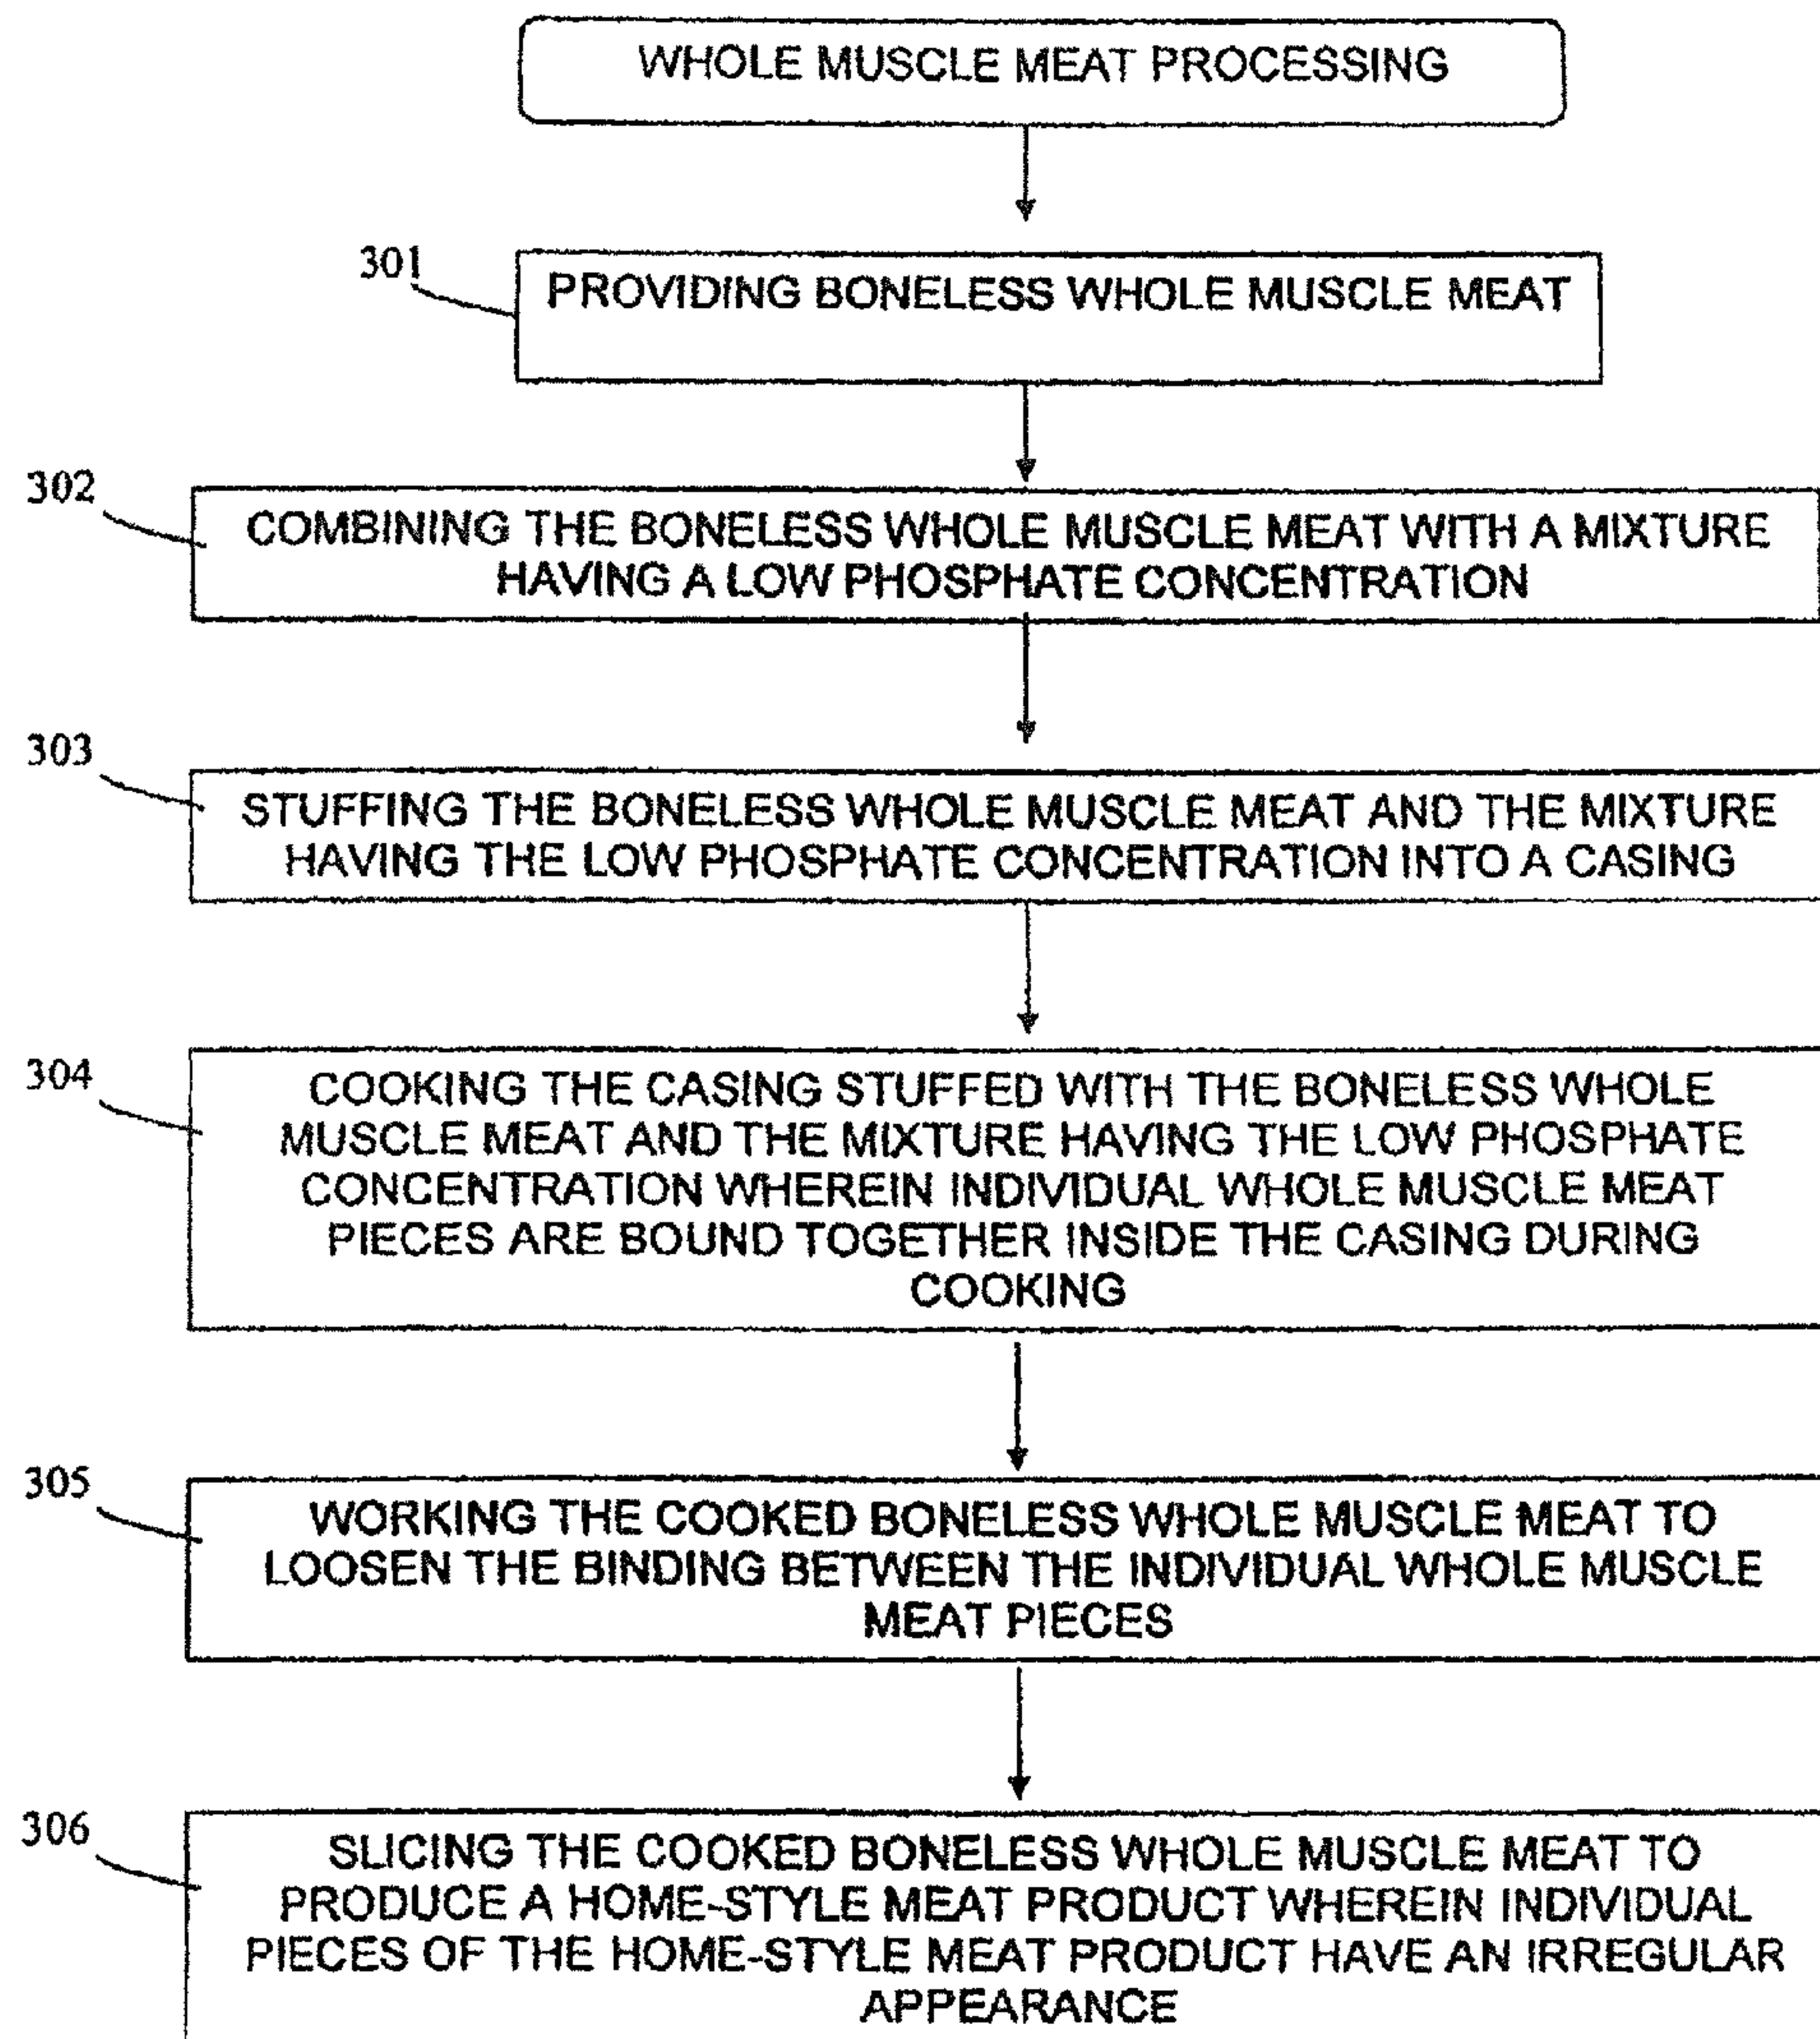 WHOLE MUSCLE MEAT PROCESSING
301
PROVIDING BONELESS WHOLE MUSCLE MEAT
302
COMBINING THE BONELESS WHOLE MUSCLE MEAT WITH A MIXTURE
HAVING A LOW PHOSPHATE CONCENTRATION
303
STUFFING THE BONELESS WHOLE MUSCLE MEAT AND THE MIXTURE
HAVING THE LOW PHOSPHATE CONCENTRATION INTO A CASING
304
COOKING THE CASING STUFFED WITH THE BONELESS WHOLE
MUSCLE MEAT AND THE MIXTURE HAVING THE LOW PHOSPHATE
CONCENTRATION WHEREIN INDIVIDUAL WHOLE MUSCLE MEAT
PIECES ARE BOUND TOGETHER INSIDE THE CASING DURING
COOKING
305
WORKING THE COOKED BONELESS WHOLE MUSCLE MEAT TO
LOOSEN THE BINDING BETWEEN THE INDIVIDUAL WHOLE MUSCLE
MEAT PIECES
306
SLICING THE COOKED BONELESS WHOLE MUSCLE MEAT TO
PRODUCE A HOME-STYLE MEAT PRODUCT WHEREIN INDIVIDUAL
PIECES OF THE HOME-STYLE MEAT PRODUCT HAVE AN IRREGULAR
APPEARANCE